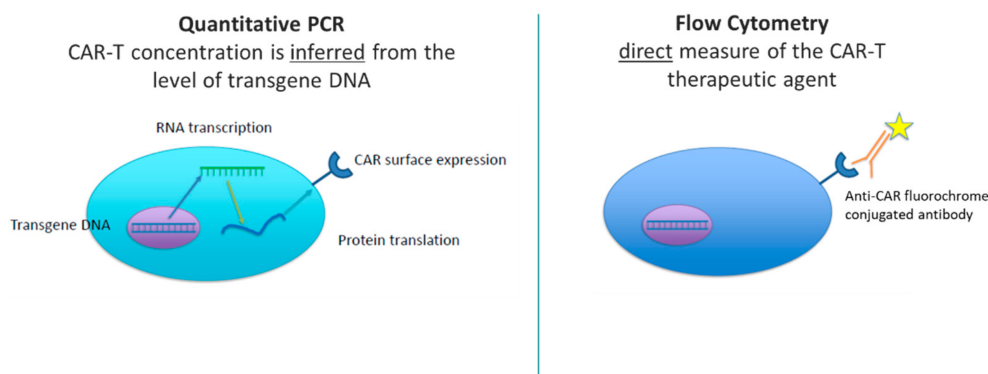 Quantitative PCR
CAR-T concentration is inferred from the
level of transgene DNA
RNA transcription
CAR surface expression
Transgene DNA
Protein translation
Flow Cytometry
direct measure of the CAR-T
therapeutic agent
Anti-CAR fluorochrome
conjugated antibody